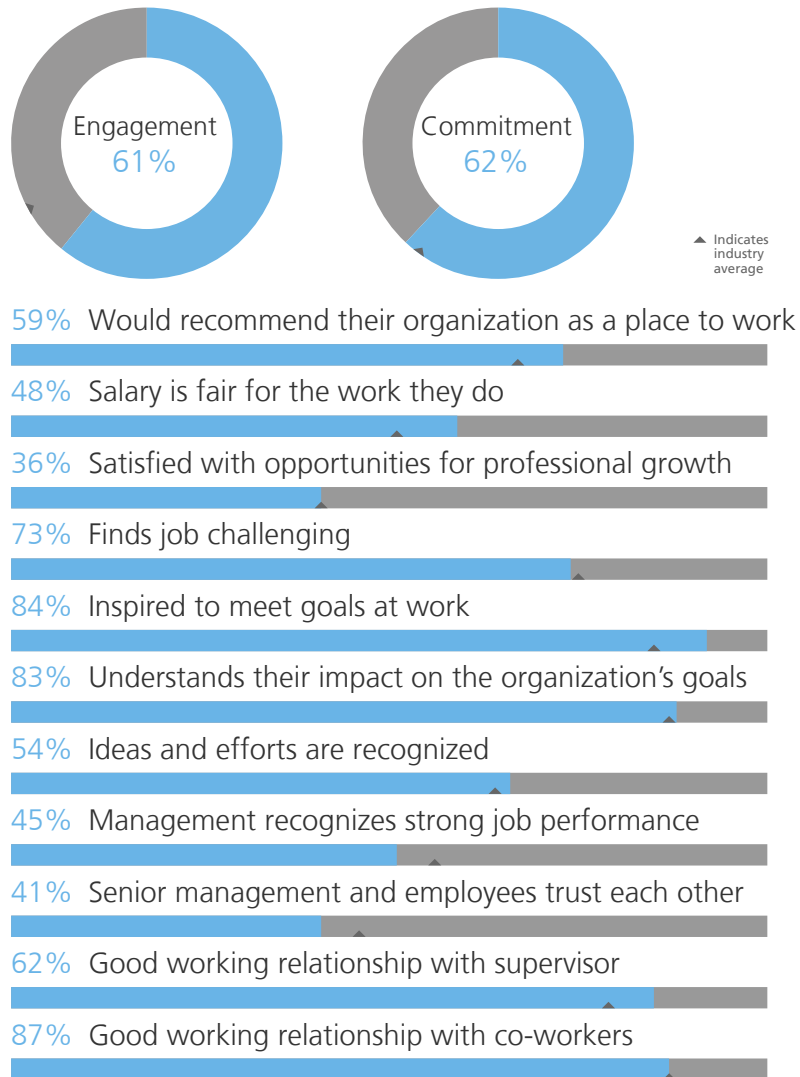 Engagement
61%
Commitment
62%
Indicates
industry
average
59% Would recommend their organization as a place to work
48% Salary is fair for the work they do
36% Satisfied with opportunities for professional growth
73% Finds job challenging
84% Inspired to meet goals at work
83% Understands their impact on the organization’s goals
54% Ideas and efforts are recognized
45% Management recognizes strong job performance
41% Senior management and employees trust each other
62% Good working relationship with supervisor
87% Good working relationship with co-workers